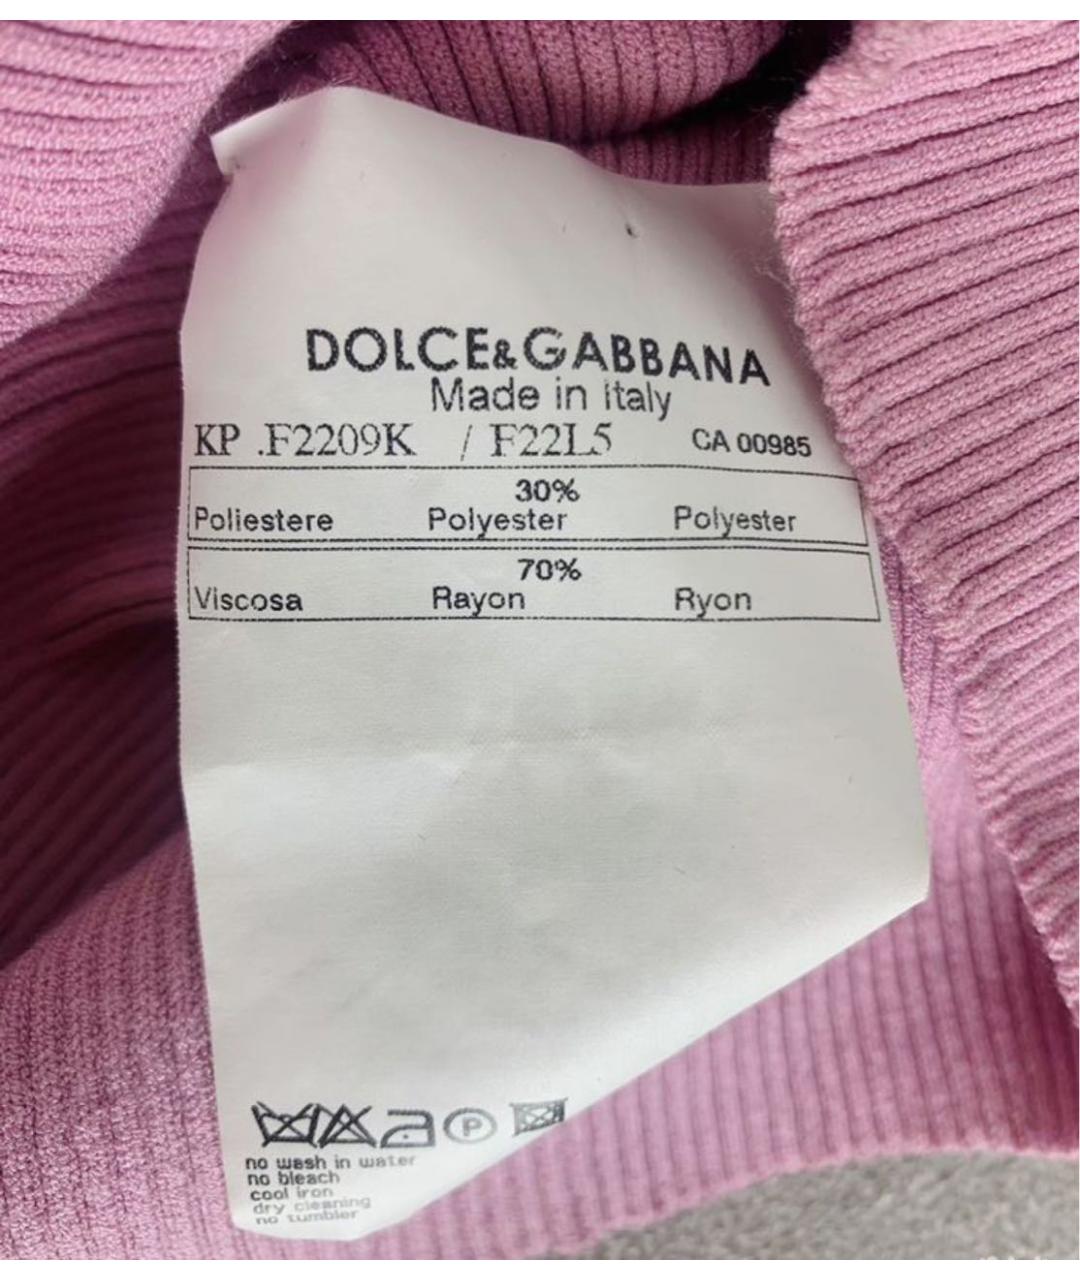 DOLCE&GABBANA
Made in Italy
KP .F2209K / F22L5 CA 00985
30%
Poliestere Polyester Polyester
70%
Viscosa Rayon Ryon
P
no wash in water
no bleach
cool iron
dry cleaning
no tumbler